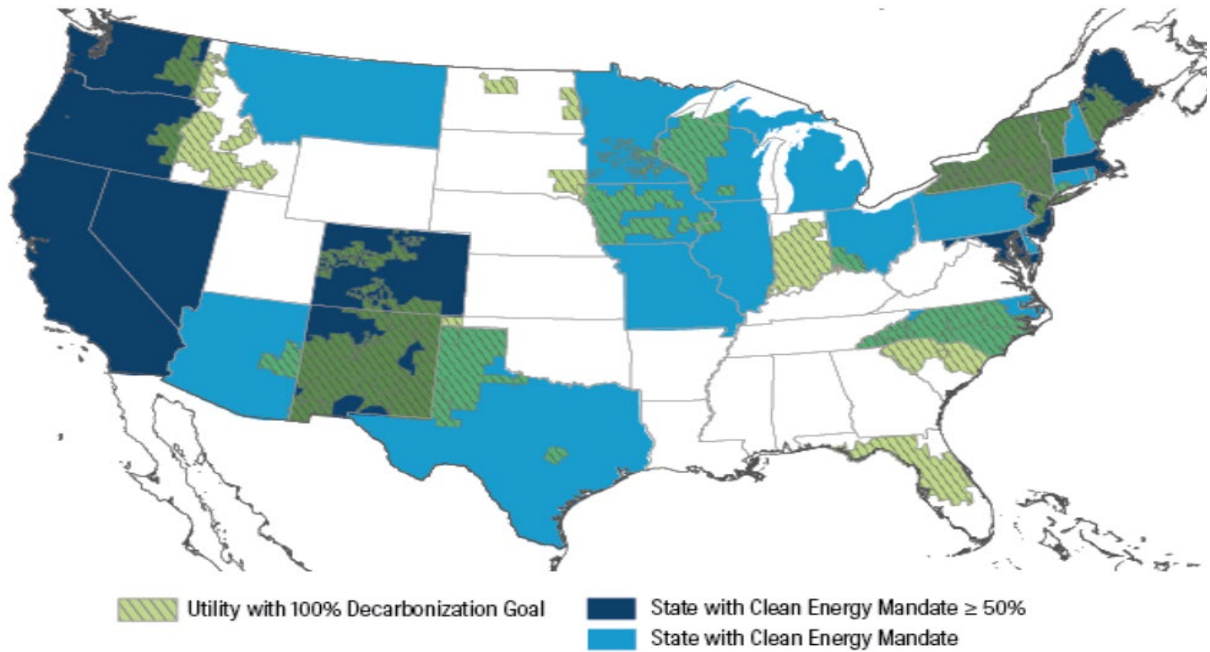 Utility with 100% Decarbonization Goal
State with Clean Energy Mandate ≥ 50%
State with Clean Energy Mandate